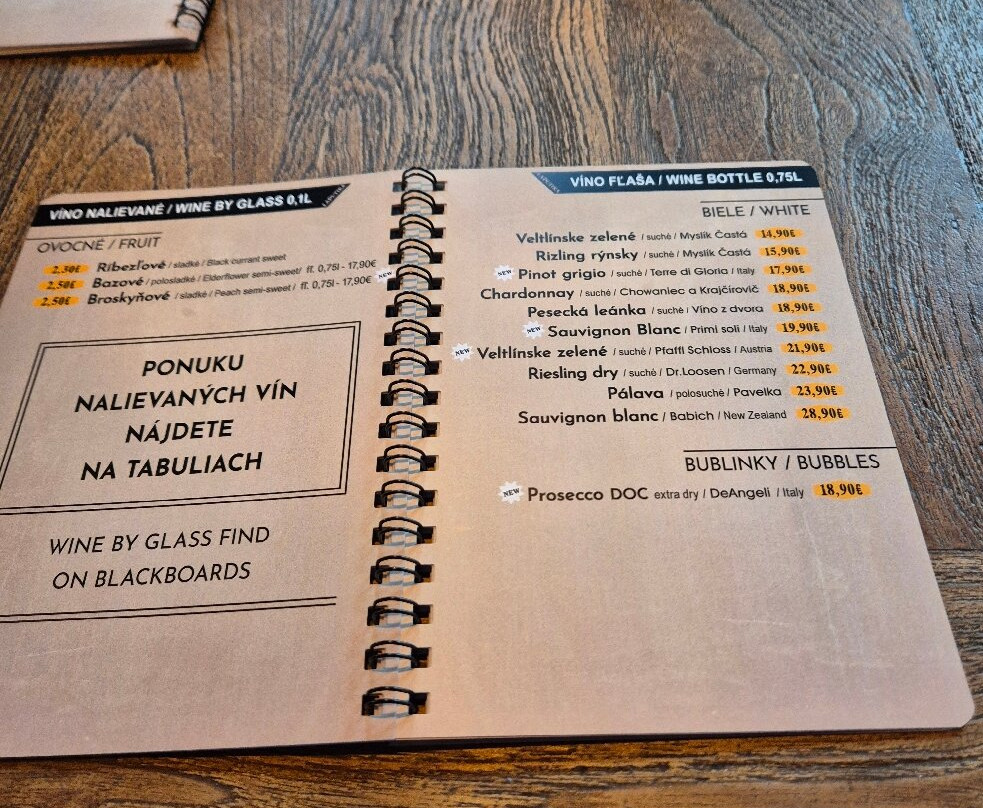 VÍNO NALIEVANÉ / WINE BY GLASS 0,1L
OVOCNÉ / FRUIT
2,30€ Ríbezľové / sladké / Black currant sweet
2,50€ Bazové / polosladké / Elderflower semi-sweet/ fľ. 0,75l - 17,90€ NEW
2,50€ Broskyňové / sladké / Peach semi-sweet / fľ. 0,75l - 17,90€
PONUKU
NALIEVANÝCH VÍN
NÁJDETE
NA TABULIACH
WINE BY GLASS FIND
ON BLACKBOARDS
VÍNO FĽAŠA / WINE BOTTLE 0,75L
BIELE / WHITE
Veltlínske zelené / suché / Myslík Častá 14,90€
Rizling rýnsky / suché / Myslík Častá 15,90€
NEW Pinot grigio / suché / Terre di Gloria / Italy 17,90€
Chardonnay / suché / Chowaniec a Krajčírovič 18,90€
Pesecká leánka / suché / Víno z dvora 18,90€
NEW Sauvignon Blanc / Primi soli / Italy 19,90€
NEW Veltlínske zelené / suché / Pfaffl Schloss / Austria 21,90€
Riesling dry / suché / Dr.Loosen / Germany 22,90€
Pálava / polosuché / Pavelka 23,90€
Sauvignon blanc / Babich / New Zealand 28,90€
BUBLINKY / BUBBLES
NEW Prosecco DOC extra dry / DeAngeli / Italy 18,90€